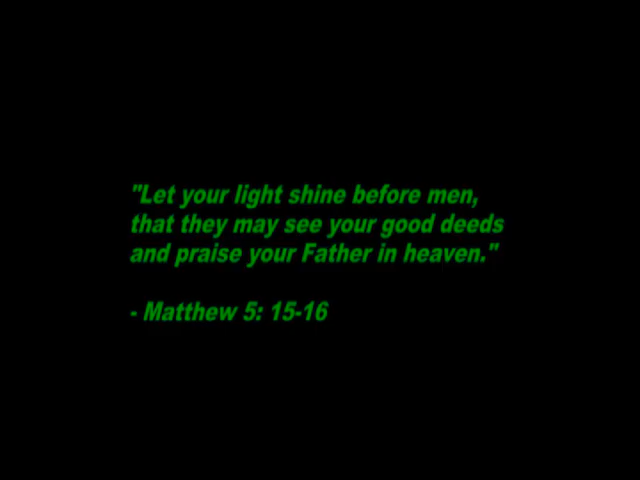 "Let your light shine before men,
that they may see your good deeds
and praise your Father in heaven."
- Matthew 5: 15-16